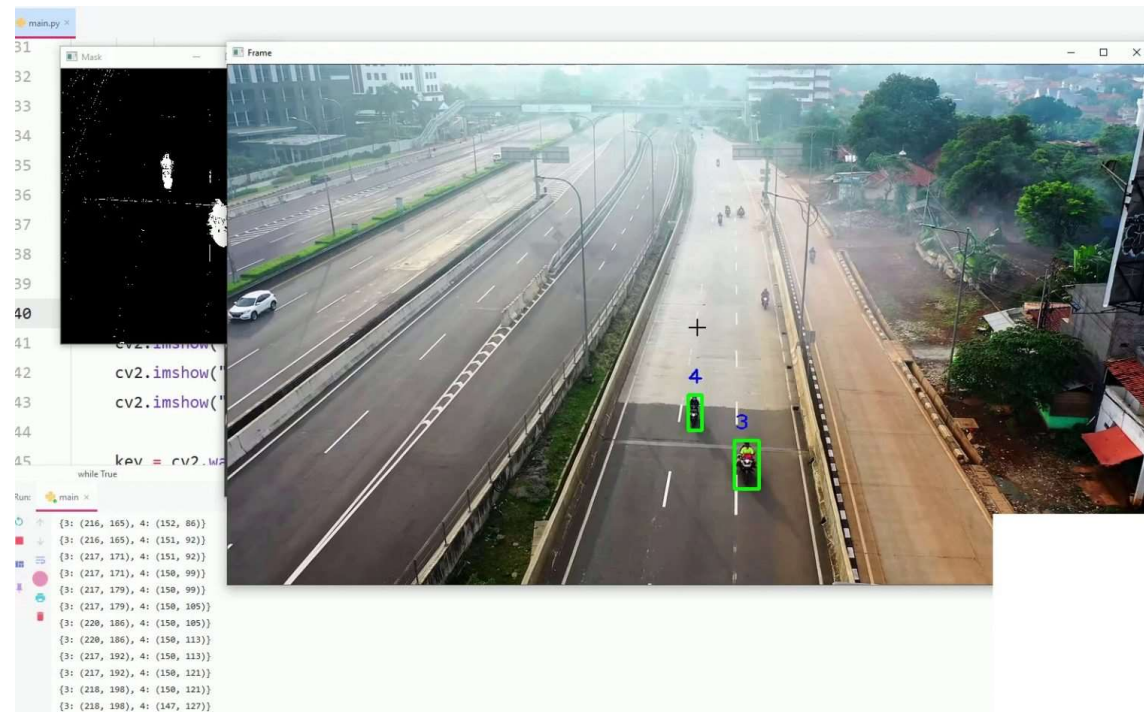 main.py
Mask
Frame
31
32
33
34
35
36
37
38
39
40
41
42 cv2.imshow("
43 cv2.imshow("
44
45 key = cv2.wa
while True
Run: main
4
3
{3: (216, 165), 4: (152, 86)}
{3: (216, 165), 4: (151, 92)}
{3: (217, 171), 4: (151, 92)}
{3: (217, 171), 4: (150, 99)}
{3: (217, 179), 4: (150, 99)}
{3: (217, 179), 4: (150, 105)}
{3: (220, 186), 4: (150, 105)}
{3: (220, 186), 4: (150, 113)}
{3: (217, 192), 4: (150, 113)}
{3: (217, 192), 4: (150, 121)}
{3: (218, 198), 4: (150, 121)}
{3: (218, 198), 4: (147, 127)}